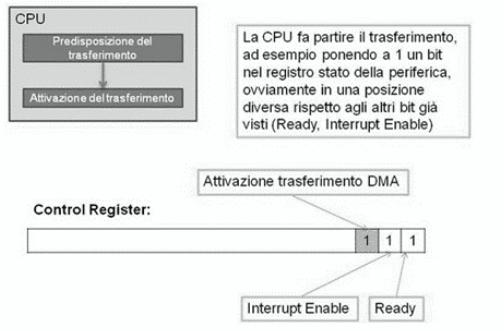 CPU
Predisposizione del
trasferimento
Attivazione del trasferimento
La CPU fa partire il trasferimento,
ad esempio ponendo a 1 un bit
nel registro stato della periferica,
ovviamente in una posizione
diversa rispetto agli altri bit già
visti (Ready, Interrupt Enable)
Attivazione trasferimento DMA
Control Register:
1 1 1
Interrupt Enable
Ready